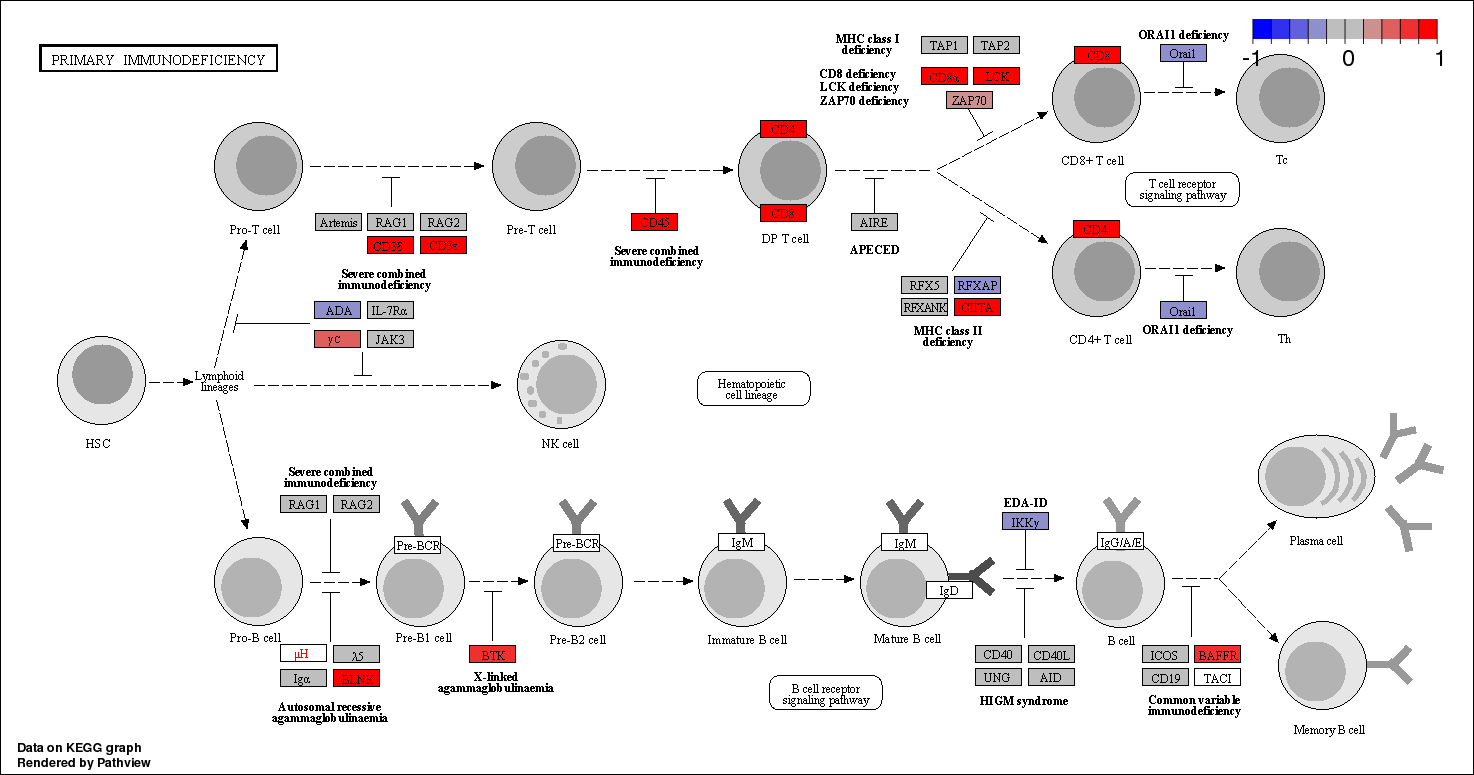 PRIMARY IMMUNODEFICIENCY
MHC class I
deficiency
TAP1
TAP2
CD8 deficiency
LCK deficiency
ZAP70 deficiency
CD8α
LCK
ZAP70
CD8
ORAI1 deficiency
Orai1
-1
0
1
CD8+ T cell
Tc
T cell receptor
signaling pathway
Pro-T cell
Artemis
RAG1
RAG2
CD3δ
CD3ε
Severe combined
immunodeficiency
Pre-T cell
CD45
Severe combined
immunodeficiency
CD4
CD8
DP T cell
AIRE
APECED
RFX5
RFXAP
RFXANK
CIITA
MHC class II
deficiency
CD4
CD4+ T cell
Orai1
ORAI1 deficiency
Th
ADA
IL-7Rα
γc
JAK3
HSC
Lymphoid
lineages
NK cell
Hematopoietic
cell lineage
Severe combined
immunodeficiency
RAG1
RAG2
Pro-B cell
μH
λ5
Igα
BLNK
Autosomal recessive
agammaglobulinaemia
Pre-BCR
Pre-B1 cell
BTK
X-linked
agammaglobulinaemia
Pre-BCR
Pre-B2 cell
IgM
Immature B cell
IgM
IgD
Mature B cell
B cell receptor
signaling pathway
EDA-ID
IKKγ
CD40
CD40L
UNG
AID
HIGM syndrome
IgG/A/E
B cell
ICOS
BAFFR
CD19
TACI
Common variable
immunodeficiency
Plasma cell
Memory B cell
Data on KEGG graph
Rendered by Pathview